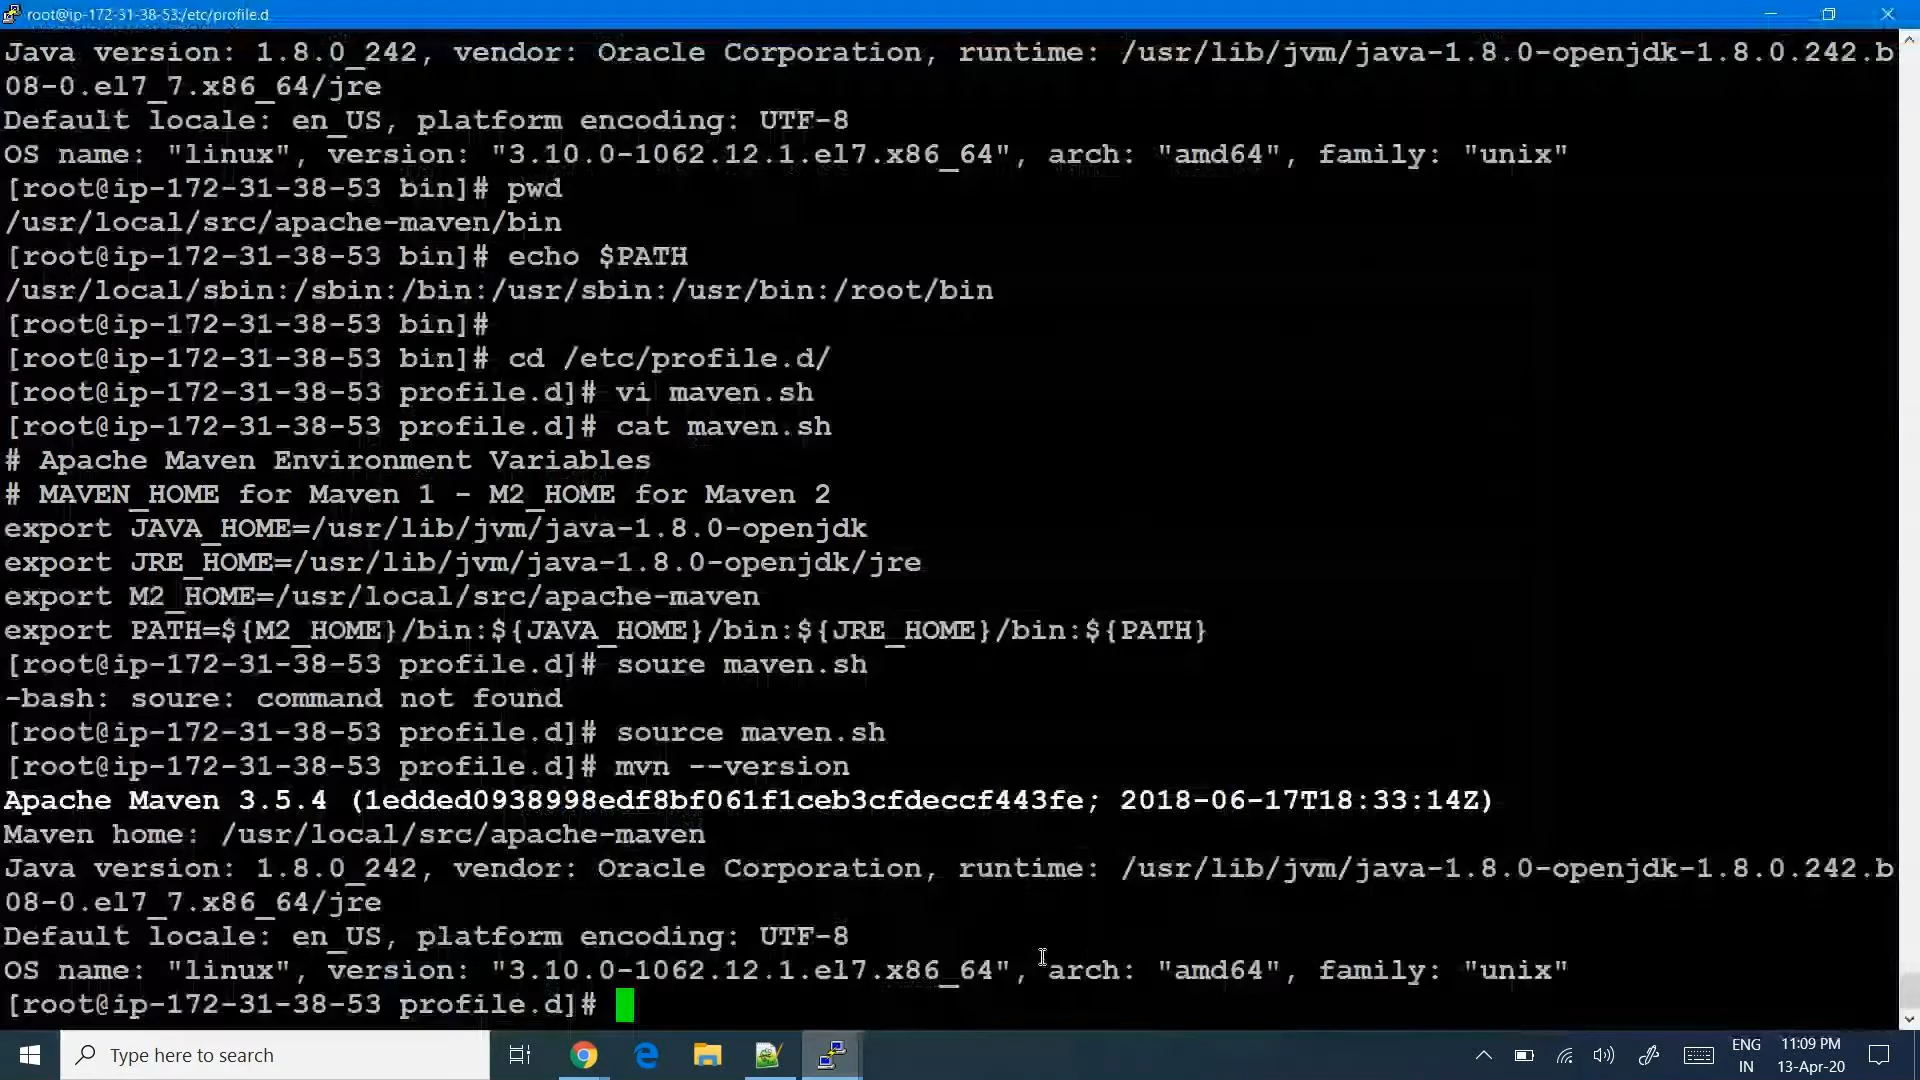 root@ip-172-31-38-53:/etc/profile.d
Java version: 1.8.0_242, vendor: Oracle Corporation, runtime: /usr/lib/jvm/java-1.8.0-openjdk-1.8.0.242.b
08-0.el7_7.x86_64/jre
Default locale: en_US, platform encoding: UTF-8
OS name: "linux", version: "3.10.0-1062.12.1.el7.x86_64", arch: "amd64", family: "unix"
[root@ip-172-31-38-53 bin]# pwd
/usr/local/src/apache-maven/bin
[root@ip-172-31-38-53 bin]# echo $PATH
/usr/local/sbin:/sbin:/bin:/usr/sbin:/usr/bin:/root/bin
[root@ip-172-31-38-53 bin]#
[root@ip-172-31-38-53 bin]# cd /etc/profile.d/
[root@ip-172-31-38-53 profile.d]# vi maven.sh
[root@ip-172-31-38-53 profile.d]# cat maven.sh
# Apache Maven Environment Variables
# MAVEN_HOME for Maven 1 - M2_HOME for Maven 2
export JAVA_HOME=/usr/lib/jvm/java-1.8.0-openjdk
export JRE_HOME=/usr/lib/jvm/java-1.8.0-openjdk/jre
export M2_HOME=/usr/local/src/apache-maven
export PATH=${M2_HOME}/bin:${JAVA_HOME}/bin:${JRE_HOME}/bin:${PATH}
[root@ip-172-31-38-53 profile.d]# soure maven.sh
-bash: soure: command not found
[root@ip-172-31-38-53 profile.d]# source maven.sh
[root@ip-172-31-38-53 profile.d]# mvn --version
Apache Maven 3.5.4 (1edded0938998edf8bf061f1ceb3cfdeccf443fe; 2018-06-17T18:33:14Z)
Maven home: /usr/local/src/apache-maven
Java version: 1.8.0_242, vendor: Oracle Corporation, runtime: /usr/lib/jvm/java-1.8.0-openjdk-1.8.0.242.b
08-0.el7_7.x86_64/jre
Default locale: en_US, platform encoding: UTF-8
OS name: "linux", version: "3.10.0-1062.12.1.el7.x86_64", arch: "amd64", family: "unix"
[root@ip-172-31-38-53 profile.d]#
Type here to search
ENG
IN
11:09 PM
13-Apr-20